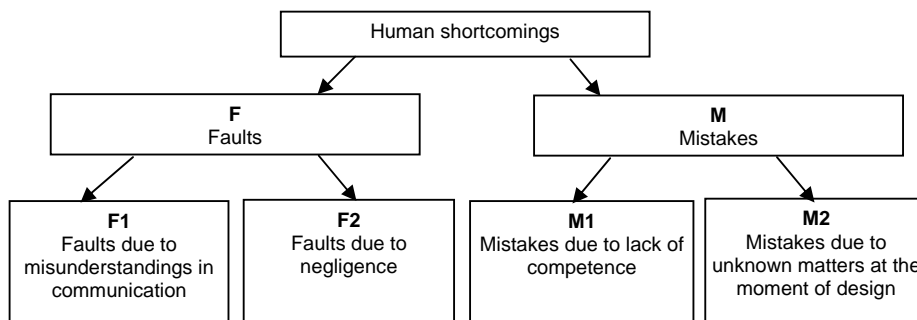 Human shortcomings
F
Faults
M
Mistakes
F1
Faults due to
misunderstandings in
communication
F2
Faults due to
negligence
M1
Mistakes due to lack of
competence
M2
Mistakes due to
unknown matters at the
moment of design